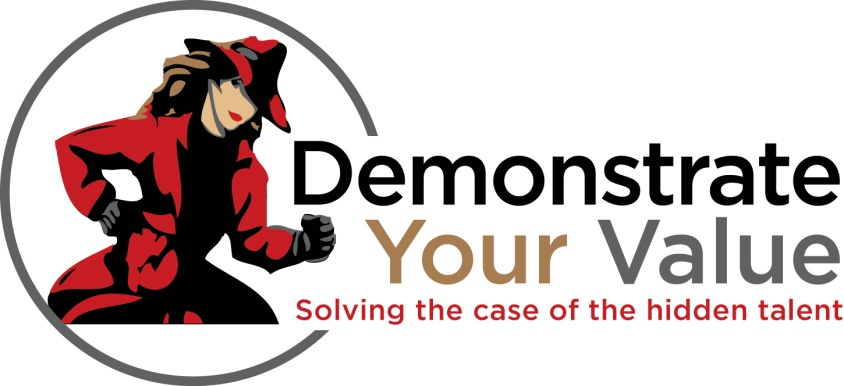 Demonstrate
Your Value
Solving the case of the hidden talent